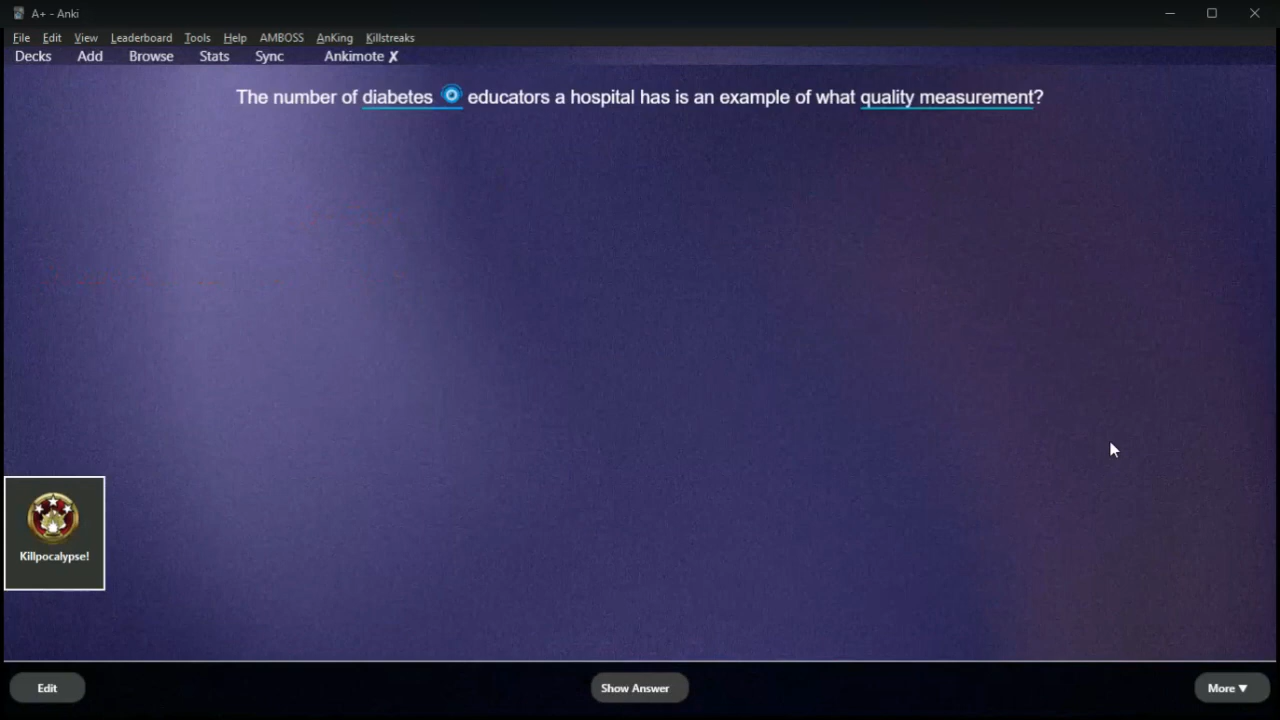 A+ - Anki
File Edit View Leaderboard Tools Help AMBOSS AnKing Killstreaks
Decks Add Browse Stats Sync Ankimote ✗
The number of diabetes educators a hospital has is an example of what quality measurement?
Killpocalypse!
Edit Show Answer More ▼